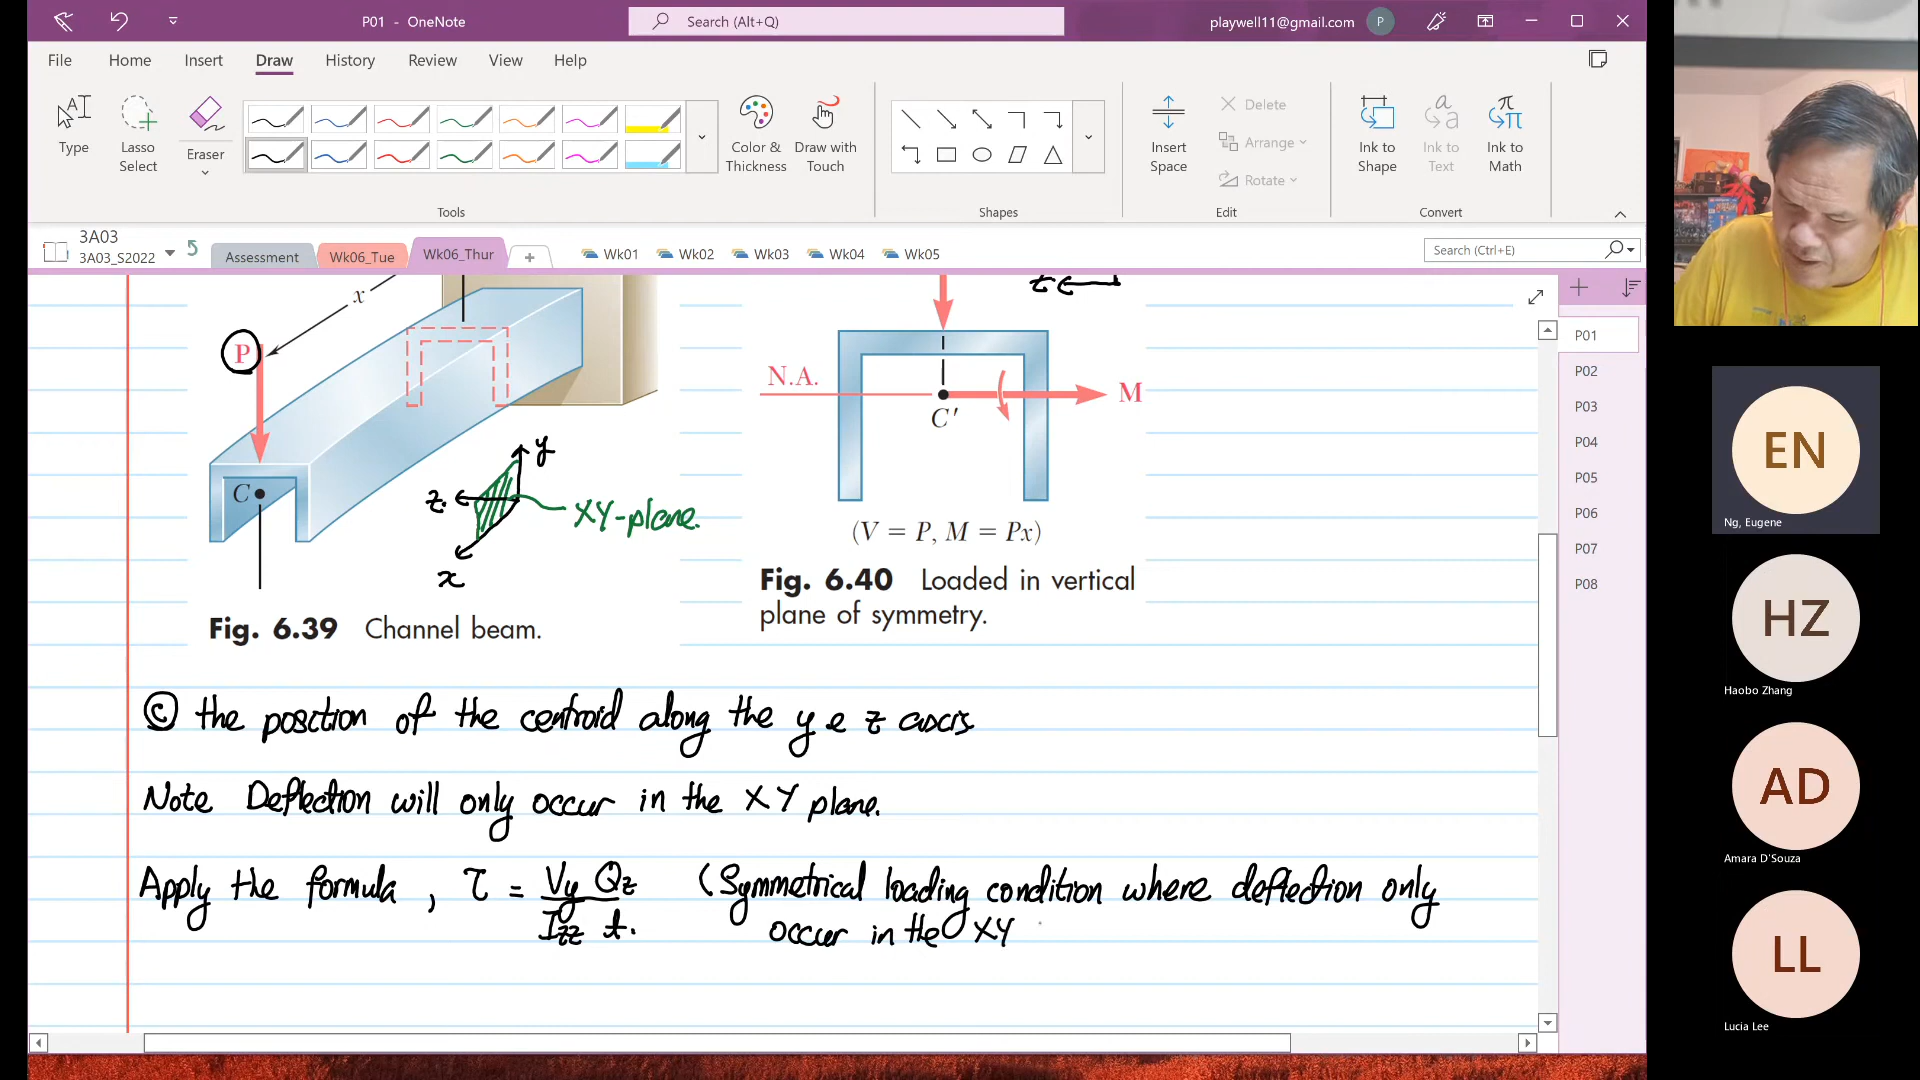 P01 - OneNote
Search (Alt+Q)
playwell11@gmail.com
P
File Home Insert Draw History Review View Help
Type
Lasso Select
Eraser
Color & Thickness
Draw with Touch
Insert Space
Delete
Arrange
Rotate
Ink to Shape
Ink to Text
Ink to Math
Tools
Shapes
Edit
Convert
3A03
3A03_S2022
Assessment
Wk06_Tue
Wk06_Thur
Wk01
Wk02
Wk03
Wk04
Wk05
Search (Ctrl+E)
P01
P02
P03
P04
P05
P06
P07
P08
x
P
C
y
z
x
XY-plane.
Fig. 6.39 Channel beam.
z
N.A.
M
C′
(V = P, M = Px)
Fig. 6.40 Loaded in vertical
plane of symmetry.
© the position of the centroid along the y & z axis
Note Deflection will only occur in the XY plane.
Apply the formula, τ = Vy Qz / Izz t. (Symmetrical loading condition where deflection only
occur in the XY
EN
Ng, Eugene
HZ
Haobo Zhang
AD
Amara D'Souza
LL
Lucia Lee